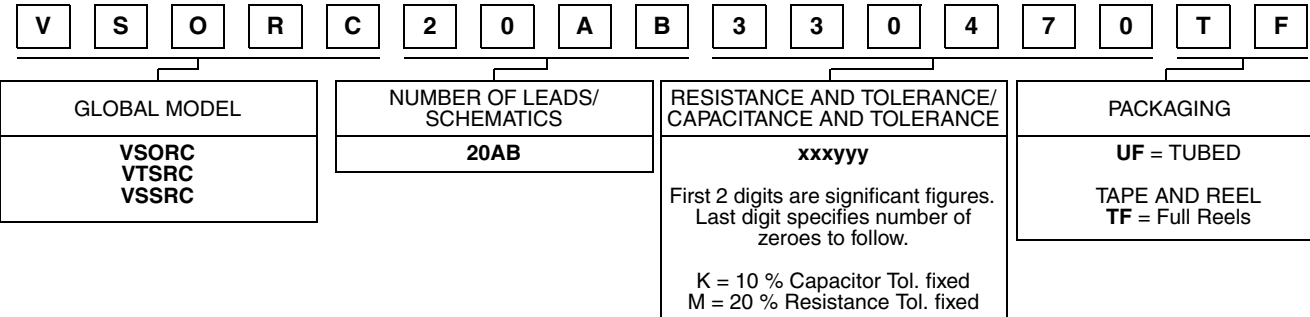 V S O R C 2 0 A B 3 3 0 4 7 0 T F
GLOBAL MODEL
VSORC
VTSRC
VSSRC
NUMBER OF LEADS/
SCHEMATICS
20AB
RESISTANCE AND TOLERANCE/
CAPACITANCE AND TOLERANCE
xxxyyy
First 2 digits are significant figures.
Last digit specifies number of
zeroes to follow.
K = 10 % Capacitor Tol. fixed
M = 20 % Resistance Tol. fixed
PACKAGING
UF = TUBED
TAPE AND REEL
TF = Full Reels